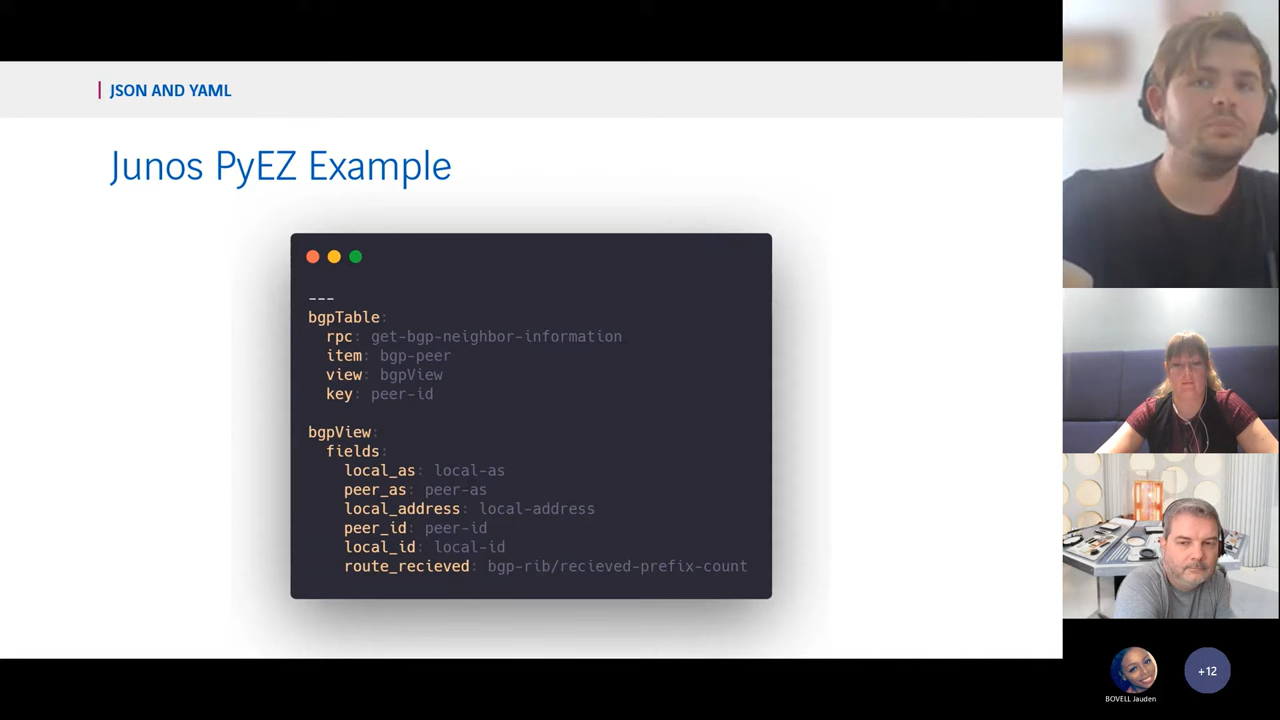 JSON AND YAML
Junos PyEZ Example
---
bgpTable:
  rpc: get-bgp-neighbor-information
  item: bgp-peer
  view: bgpView
  key: peer-id

bgpView:
  fields:
    local_as: local-as
    peer_as: peer-as
    local_address: local-address
    peer_id: peer-id
    local_id: local-id
    route_recieved: bgp-rib/recieved-prefix-count
BOVELL Jauden
+12